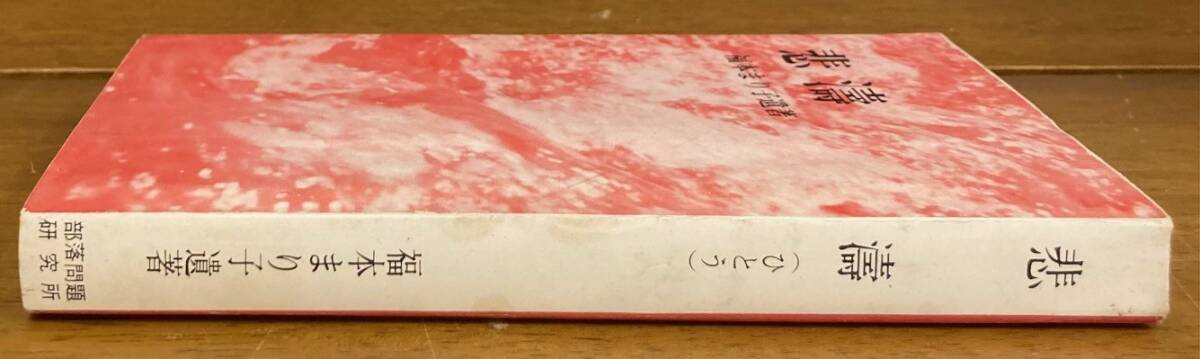 悲濤
福本まり子遺著
悲濤
(ひとう)
福本まり子遺著
部落問題
研究所